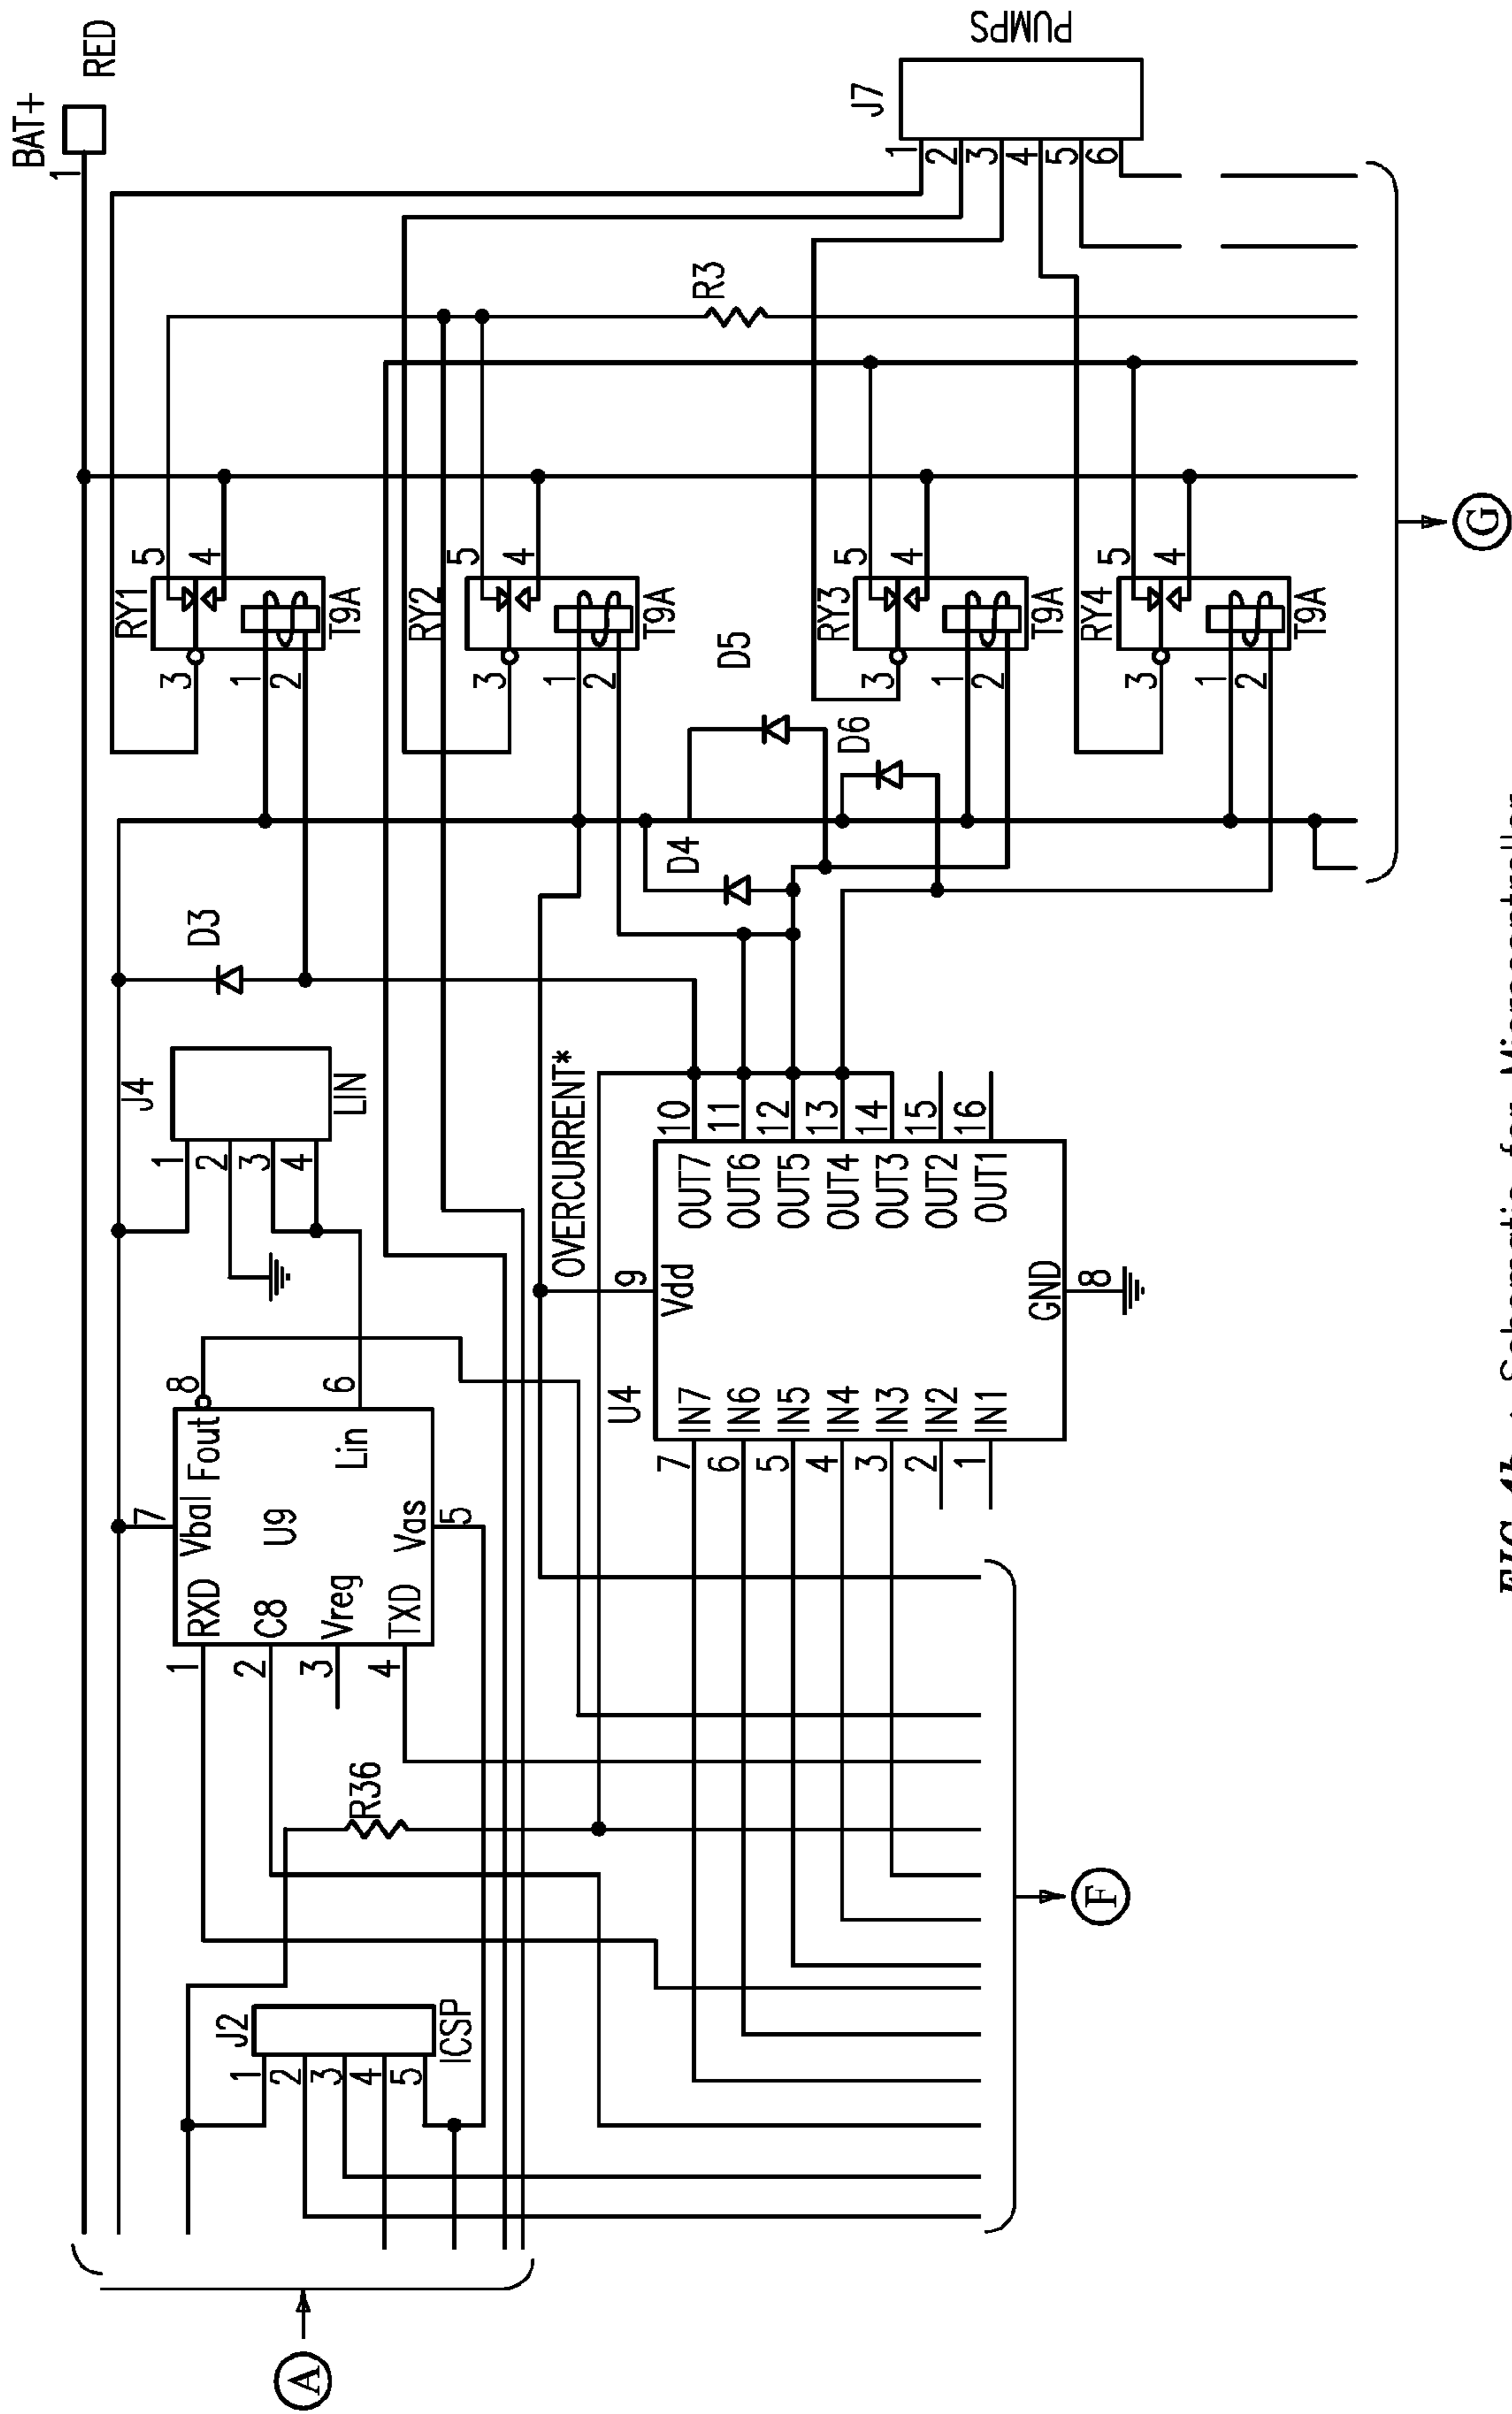 BAT+
1
RED
RY1
5
4
3
1
2
T9A
RY2
5
4
3
1
2
T9A
RY3
5
4
3
1
2
T9A
RY4
5
4
3
1
2
T9A
J7
1
2
3
4
5
6
PUMPS
R3
D3
D4
D5
D6
J4
1
2
3
4
LIN
U9
7
Vbal
Fout
8
Lin
6
Vas
5
RXD
1
C8
2
Vreg
3
TXD
4
OVERCURRENT*
U4
9
Vdd
IN7
7
IN6
6
IN5
5
IN4
4
IN3
3
IN2
2
IN1
1
OUT7
10
OUT6
11
OUT5
12
OUT4
13
OUT3
14
OUT2
15
OUT1
16
GND
8
R36
J2
1
2
3
4
5
ICSP
A
F
G